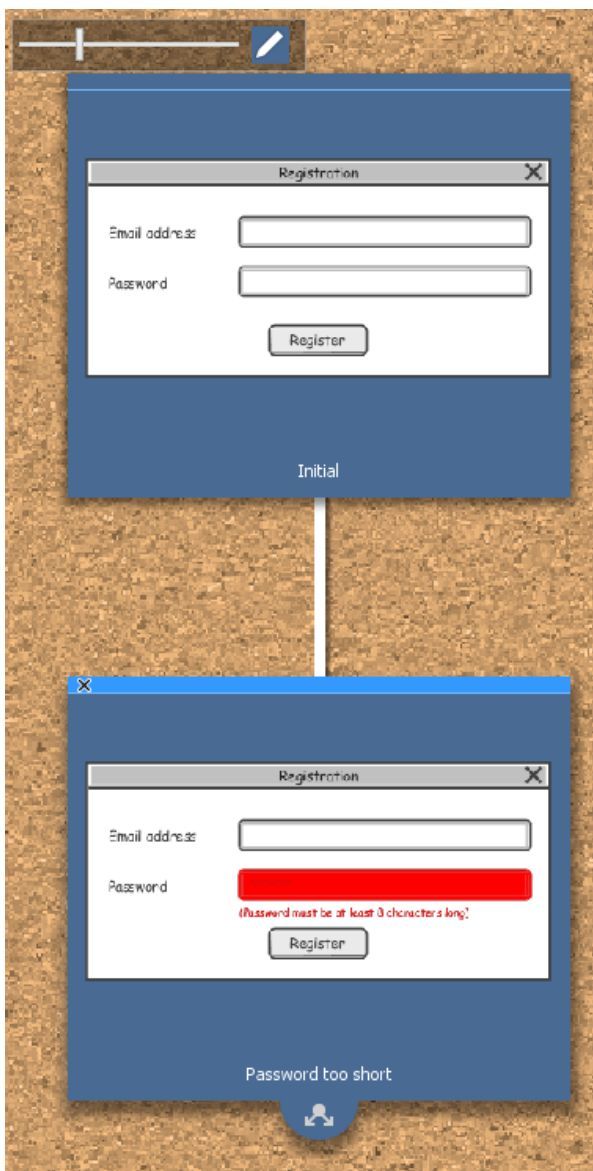 Registration
Email address
Password
Register
Initial
Registration
Email address
Password
(Password must be at least 8 characters long)
Register
Password too short